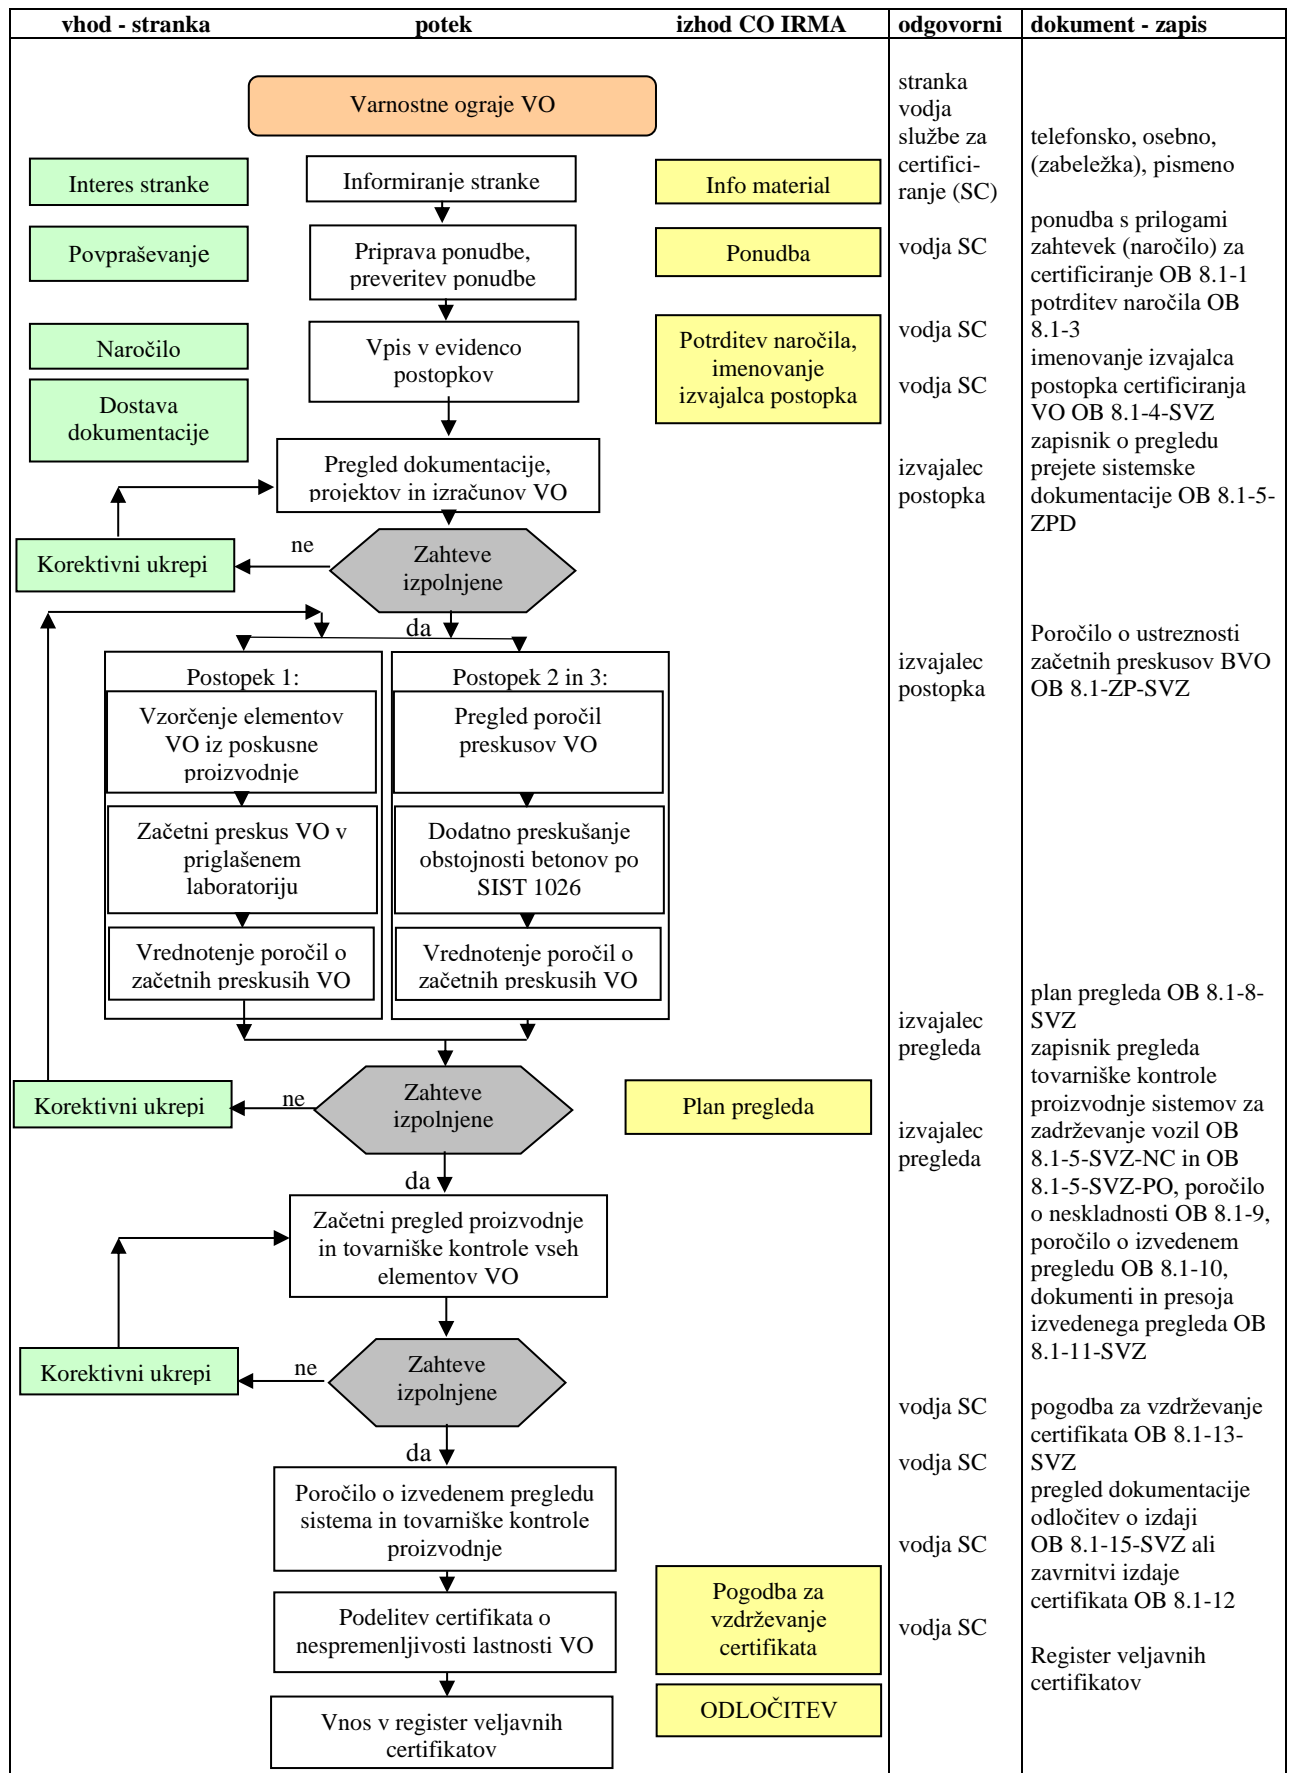 vhod - stranka
potek
izhod CO IRMA
odgovorni
dokument - zapis
Varnostne ograje VO
Interes stranke
Informiranje stranke
Info material
Povpraševanje
Priprava ponudbe,
preveritev ponudbe
Ponudba
Naročilo
Vpis v evidenco
postopkov
Potrditev naročila,
imenovanje
izvajalca postopka
Dostava
dokumentacije
Pregled dokumentacije,
projektov in izračunov VO
Korektivni ukrepi
ne
Zahteve
izpolnjene
da
Postopek 1:
Vzorčenje elementov
VO iz poskusne
proizvodnje
Začetni preskus VO v
priglašenem
laboratoriju
Vrednotenje poročil o
začetnih preskusih VO
Postopek 2 in 3:
Pregled poročil
preskusov VO
Dodatno preskušanje
obstojnosti betonov po
SIST 1026
Vrednotenje poročil o
začetnih preskusih VO
Korektivni ukrepi
ne
Zahteve
izpolnjene
Plan pregleda
da
Začetni pregled proizvodnje
in tovarniške kontrole vseh
elementov VO
Korektivni ukrepi
ne
Zahteve
izpolnjene
da
Poročilo o izvedenem pregledu
sistema in tovarniške kontrole
proizvodnje
Podelitev certifikata o
nespremenljivosti lastnosti VO
Pogodba za
vzdrževanje
certifikata
Vnos v register veljavnih
certifikatov
ODLOČITEV
stranka
vodja
službe za
certifici-
ranje (SC)
vodja SC
vodja SC
vodja SC
izvajalec
postopka
izvajalec
postopka
izvajalec
pregleda
izvajalec
pregleda
vodja SC
vodja SC
vodja SC
vodja SC
telefonsko, osebno,
(zabeležka), pismeno
ponudba s prilogami
zahtevek (naročilo) za
certificiranje OB 8.1-1
potrditev naročila OB
8.1-3
imenovanje izvajalca
postopka certificiranja
VO OB 8.1-4-SVZ
zapisnik o pregledu
prejete sistemske
dokumentacije OB 8.1-5-
ZPD
Poročilo o ustreznosti
začetnih preskusov BVO
OB 8.1-ZP-SVZ
plan pregleda OB 8.1-8-
SVZ
zapisnik pregleda
tovarniške kontrole
proizvodnje sistemov za
zadrževanje vozil OB
8.1-5-SVZ-NC in OB
8.1-5-SVZ-PO, poročilo
o neskladnosti OB 8.1-9,
poročilo o izvedenem
pregledu OB 8.1-10,
dokumenti in presoja
izvedenega pregleda OB
8.1-11-SVZ
pogodba za vzdrževanje
certifikata OB 8.1-13-
SVZ
pregled dokumentacije
odločitev o izdaji
OB 8.1-15-SVZ ali
zavrnitvi izdaje
certifikata OB 8.1-12
Register veljavnih
certifikatov